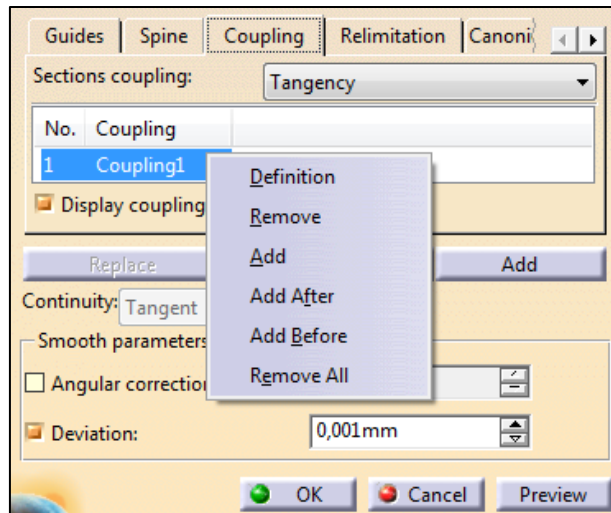 Guides Spine Coupling Relimitation Canoni
Sections coupling: Tangency
No. Coupling
1 Coupling1
Definition
Display coupling
Remove
Replace Add Add
Add After
Continuity: Tangent
Add Before
Smooth parameters
Remove All
Angular correction
Deviation: 0,001mm
OK Cancel Preview